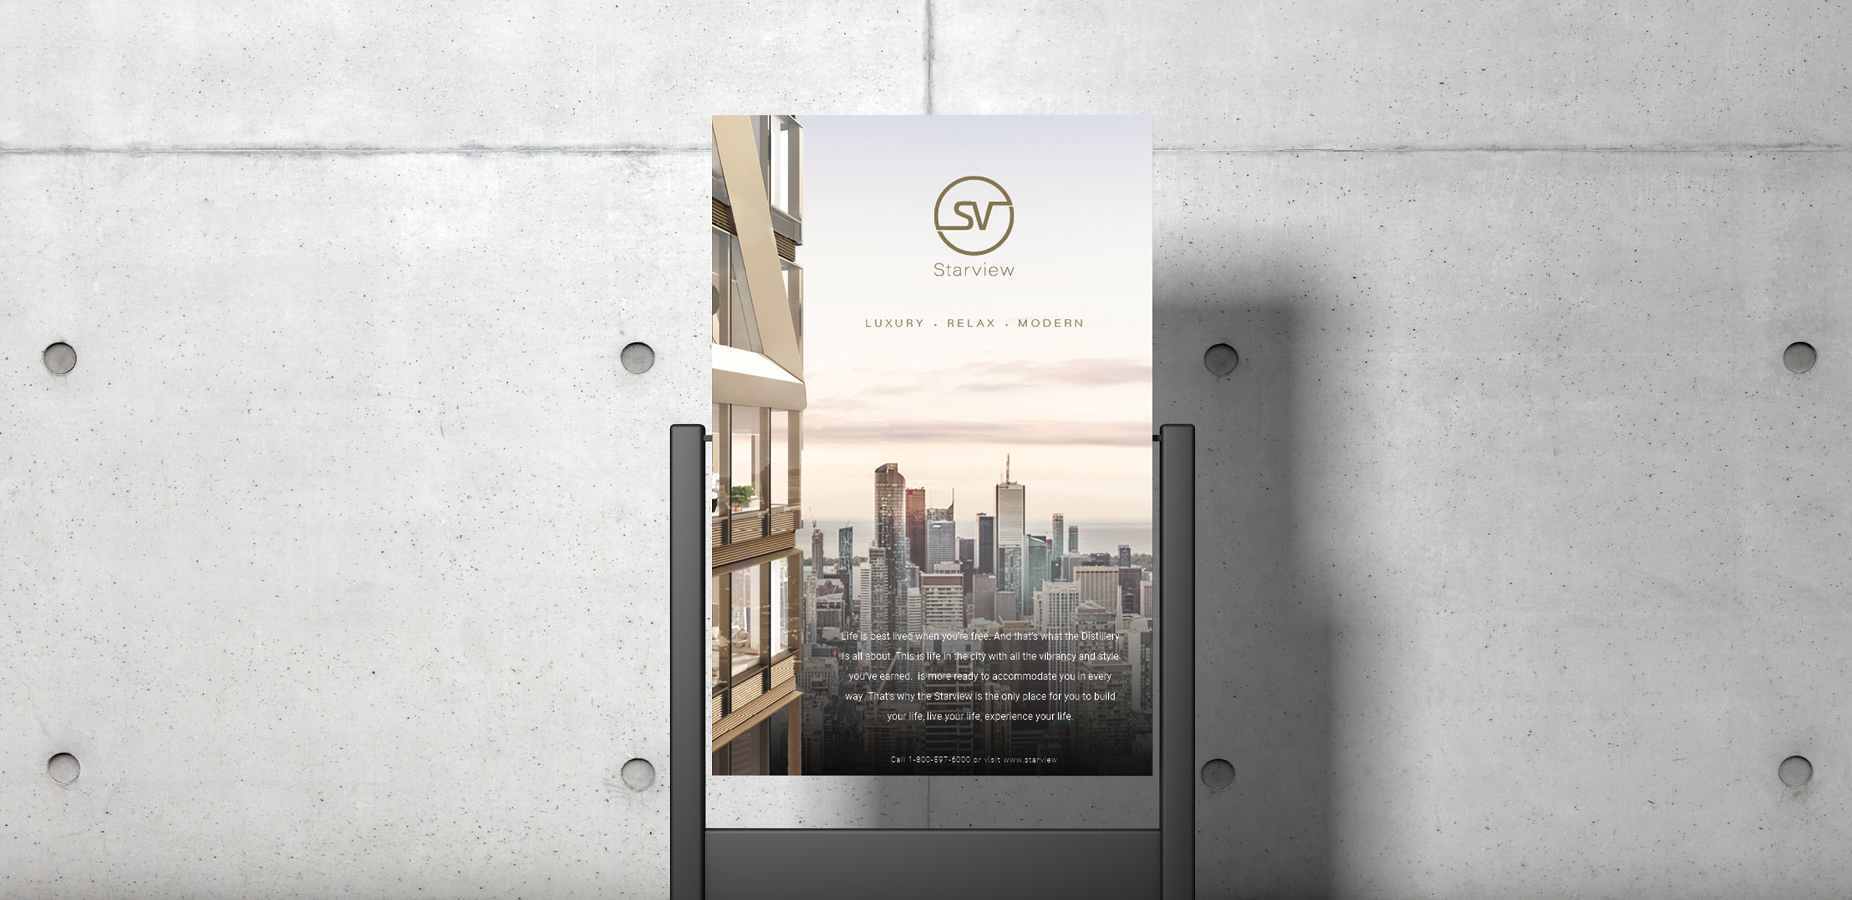 SV
Starview
LUXURY . RELAX . MODERN
Life is best lived when you're free. And that's what the Distillery
is all about. This is life in the city with all the vibrancy and style
you've earned. is more ready to accommodate you in every
way. That's why the Starview is the only place for you to build
your life, live your life, experience your life.
Call 1-800-597-6000 or visit www.starview